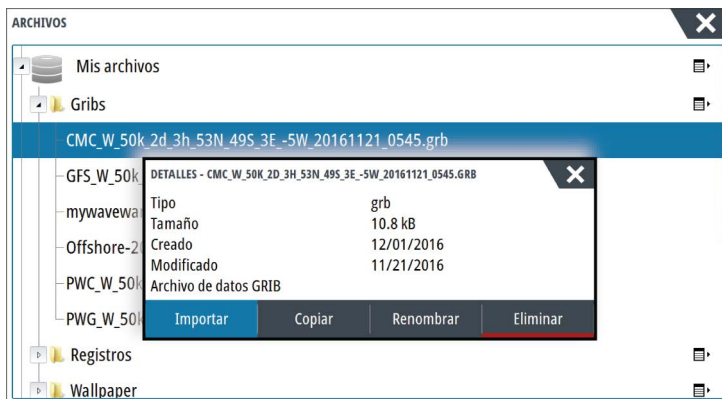 ARCHIVOS
Mis archivos
Gribs
CMC_W_50k_2d_3h_53N_49S_3E_-5W_20161121_0545.grb
GFS_W_50k_
DETALLES - CMC_W_50K_2D_3H_53N_49S_3E_-5W_20161121_0545.GRB
mywavewa
Tipo grb
Tamaño 10.8 kB
Offshore-2
Creado 12/01/2016
Modificado 11/21/2016
PWC_W_50k
Archivo de datos GRIB
PWG_W_50k
Importar Copiar Renombrar Eliminar
Registros
Wallpaper